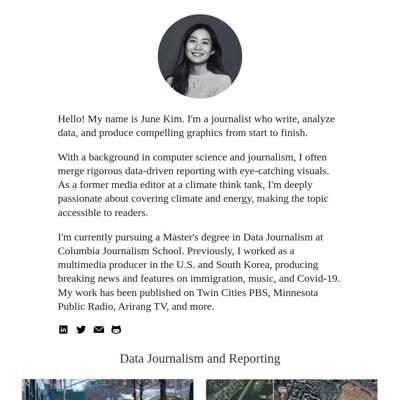 Hello! My name is June Kim. I'm a journalist who write, analyze
data, and produce compelling graphics from start to finish.
With a background in computer science and journalism, I often
merge rigorous data-driven reporting with eye-catching visuals.
As a former media editor at a climate think tank, I'm deeply
passionate about covering climate and energy, making the topic
accessible to readers.
I'm currently pursuing a Master's degree in Data Journalism at
Columbia Journalism School. Previously, I worked as a
multimedia producer in the U.S. and South Korea, producing
breaking news and features on immigration, music, and Covid-19.
My work has been published on Twin Cities PBS, Minnesota
Public Radio, Arirang TV, and more.
Data Journalism and Reporting